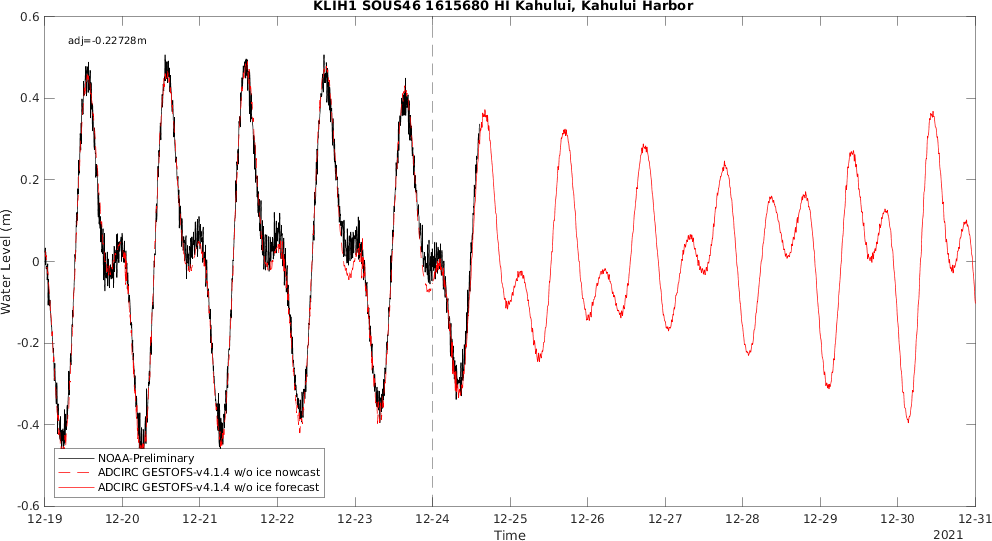 KLIH1 SOUS46 1615680 HI Kahului, Kahului Harbor
adj=-0.22728m
0.6
0.4
0.2
0
-0.2
-0.4
-0.6
Water Level (m)
NOAA-Preliminary
ADCIRC GESTOFS-v4.1.4 w/o ice nowcast
ADCIRC GESTOFS-v4.1.4 w/o ice forecast
12-19 12-20 12-21 12-22 12-23 12-24 12-25 12-26 12-27 12-28 12-29 12-30 12-31
Time
2021